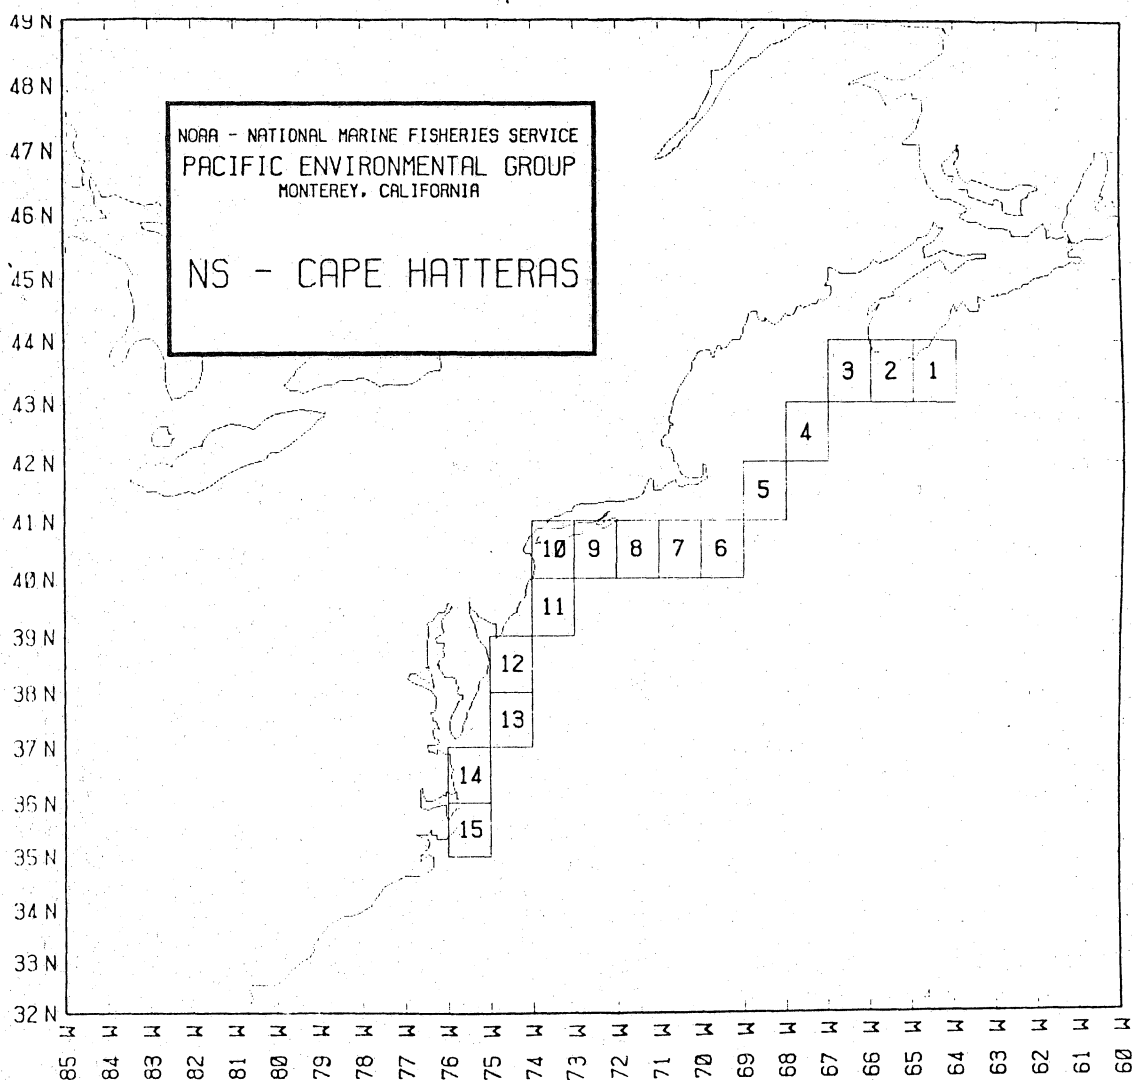 49 N
48 N
NOAA - NATIONAL MARINE FISHERIES SERVICE
47 N
PACIFIC ENVIRONMENTAL GROUP
MONTEREY, CALIFORNIA
46 N
NS - CAPE HATTERAS
45 N
44 N
3 2 1
43 N
4
42 N
5
41 N
10 9 8 7 6
40 N
11
39 N
12
38 N
13
37 N
14
36 N
15
35 N
34 N
33 N
32 N
85 W 84 W 83 W 82 W 81 W 80 W 79 W 78 W 77 W 76 W 75 W 74 W 73 W 72 W 71 W 70 W 69 W 68 W 67 W 66 W 65 W 64 W 63 W 62 W 61 W 60 W